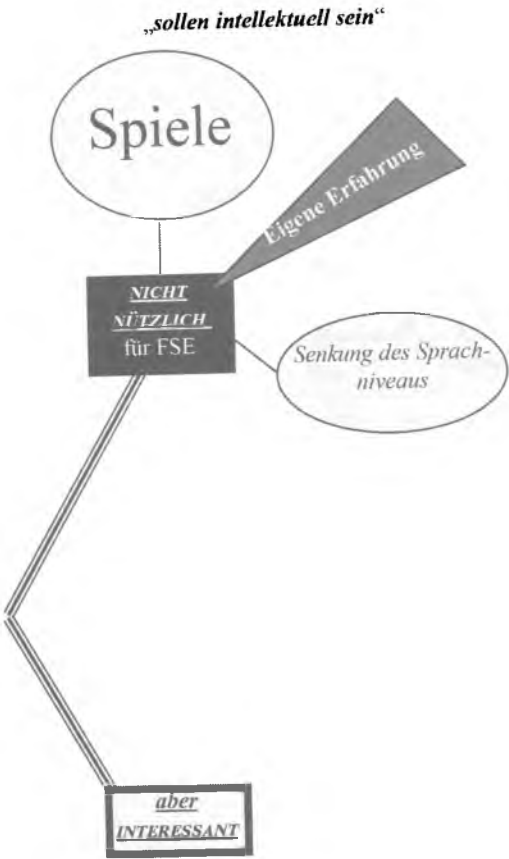 „sollen intellektuell sein“
Spiele
Eigene Erfahrung
NICHT
NÜTZLICH
für FSE
Senkung des Sprach-
niveaus
aber
INTERESSANT